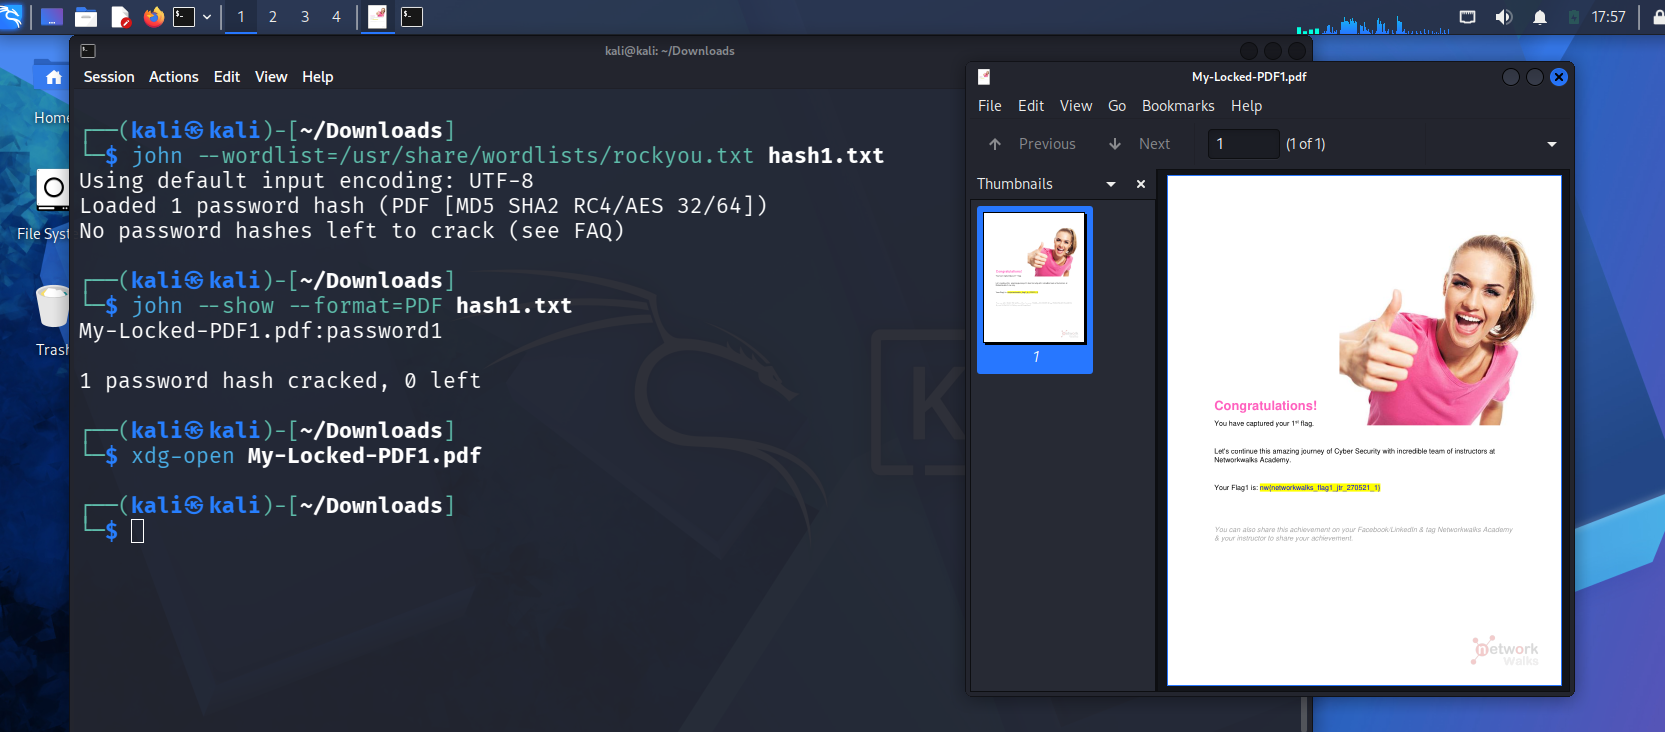 1 2 3 4 17:57
kali@kali: ~/Downloads
Session Actions Edit View Help
┌──(kali㉿kali)-[~/Downloads]
└─$ john --wordlist=/usr/share/wordlists/rockyou.txt hash1.txt
Using default input encoding: UTF-8
Loaded 1 password hash (PDF [MD5 SHA2 RC4/AES 32/64])
No password hashes left to crack (see FAQ)
┌──(kali㉿kali)-[~/Downloads]
└─$ john --show --format=PDF hash1.txt
My-Locked-PDF1.pdf:password1
1 password hash cracked, 0 left
┌──(kali㉿kali)-[~/Downloads]
└─$ xdg-open My-Locked-PDF1.pdf
┌──(kali㉿kali)-[~/Downloads]
└─$
Home
File Syst
Trash
My-Locked-PDF1.pdf
File Edit View Go Bookmarks Help
Previous Next 1 (1 of 1)
Thumbnails
1
Congratulations!
You have captured your 1st flag.
Let's continue this amazing journey of Cyber Security with incredible team of instructors at
Networkwalks Academy.
Your Flag1 is: nw{networkwalks_flag1_jtr_270521_1}
You can also share this achievement on your Facebook/LinkedIn & tag Networkwalks Academy
& your instructor to share your achievement.
network
Walks